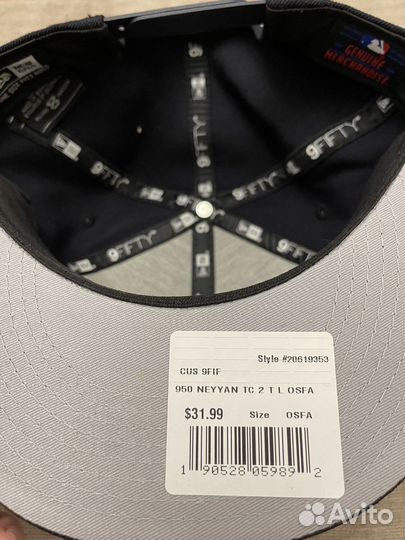 GENUINE
MERCHANDISE
9FIFTY
9FIFTY
9FIFTY
9FIFTY
Style #20619353
CUS 9FIF
950 NEYYAN TC 2 T L OSFA
$31.99 Size OSFA
1 90528 05989 2
Avito